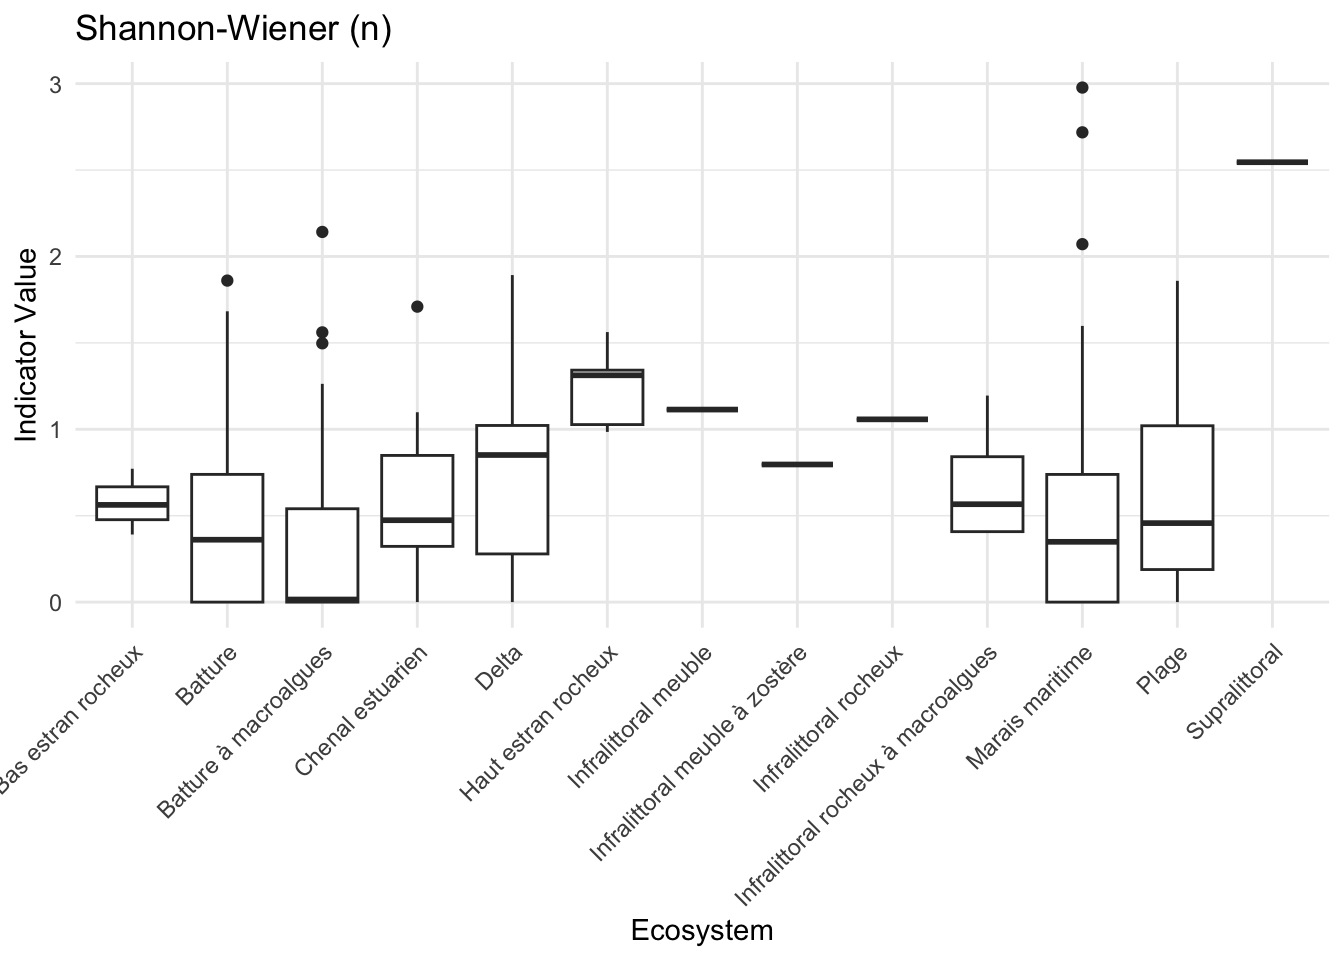 Shannon-Wiener (n)
Indicator Value
3
2
1
0
Bas estran rocheux
Batture
Batture à macroalgues
Chenal estuarien
Delta
Haut estran rocheux
Infralittoral meuble
Infralittoral meuble à zostère
Infralittoral rocheux
Infralittoral rocheux à macroalgues
Marais maritime
Plage
Supralittoral
Ecosystem